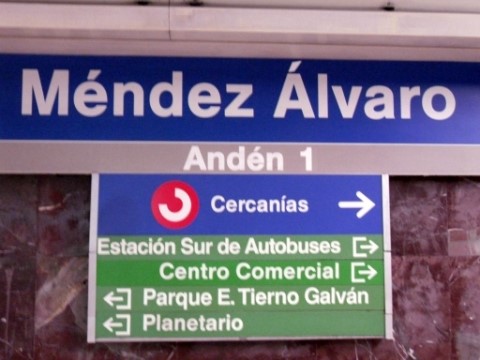 Méndez Álvaro
Andén 1
Cercanías
Estación Sur de Autobuses
Centro Comercial
Parque E. Tierno Galván
Planetario